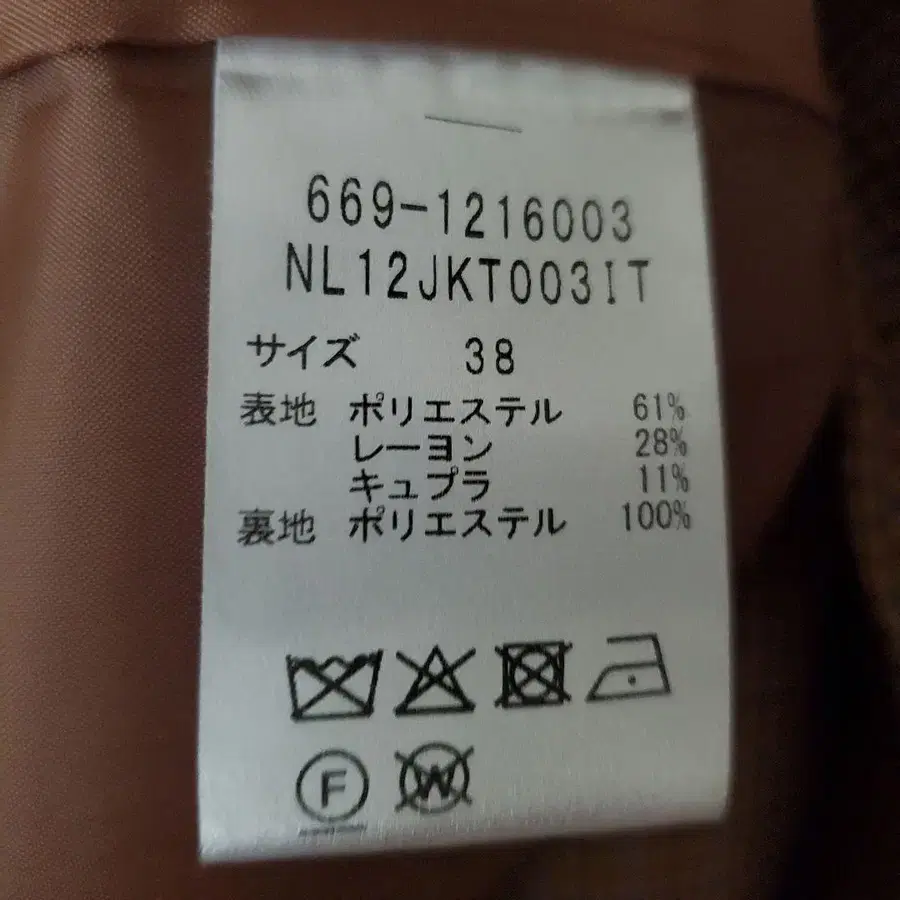 669-1216003
NL12JKT003IT
サイズ 38
表地 ポリエステル 61%
レーヨン 28%
キュプラ 11%
裏地 ポリエステル 100%
F
W